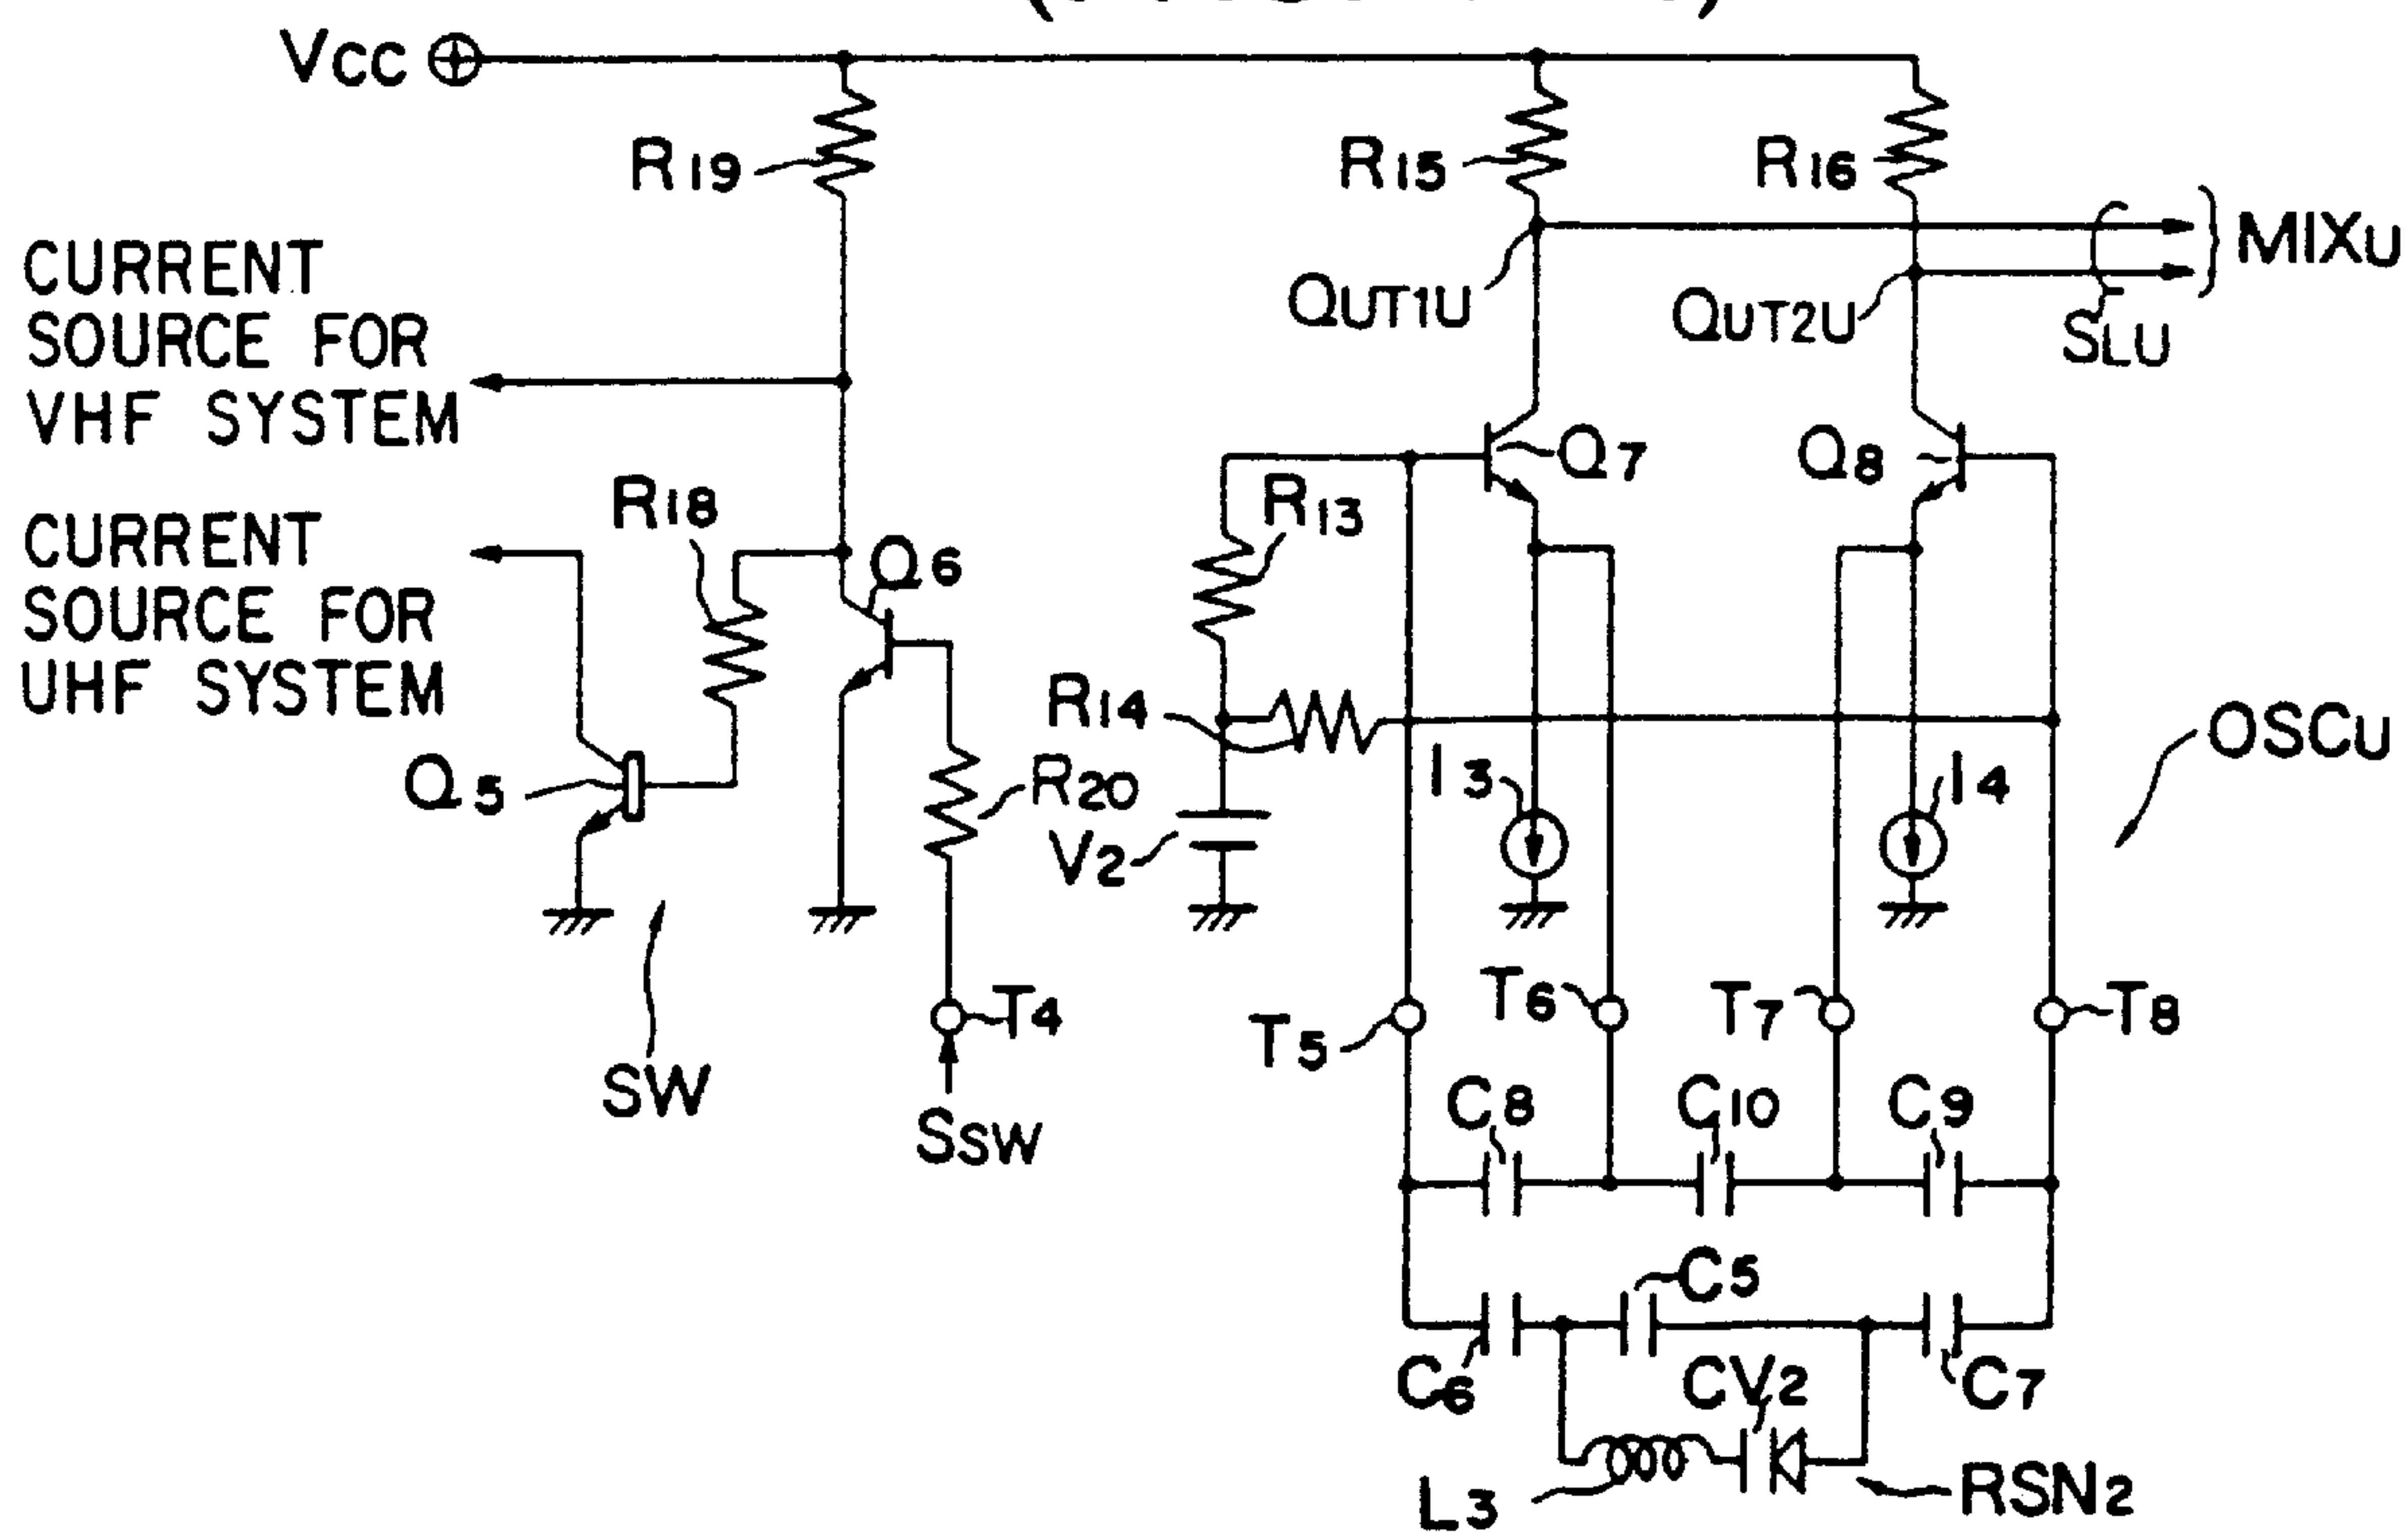 VCC
R19
R15
R16
MIXU
CURRENT
SOURCE FOR
VHF SYSTEM
QUT1U
QUT2U
SLU
Q7
Q8
R18
R13
CURRENT
SOURCE FOR
UHF SYSTEM
Q6
R14
OSCU
Q5
R20
I3
I4
V2
T4
T5
T6
T7
T8
SW
SSW
C8
C10
C9
C5
C6
CV2
C7
L3
RSN2